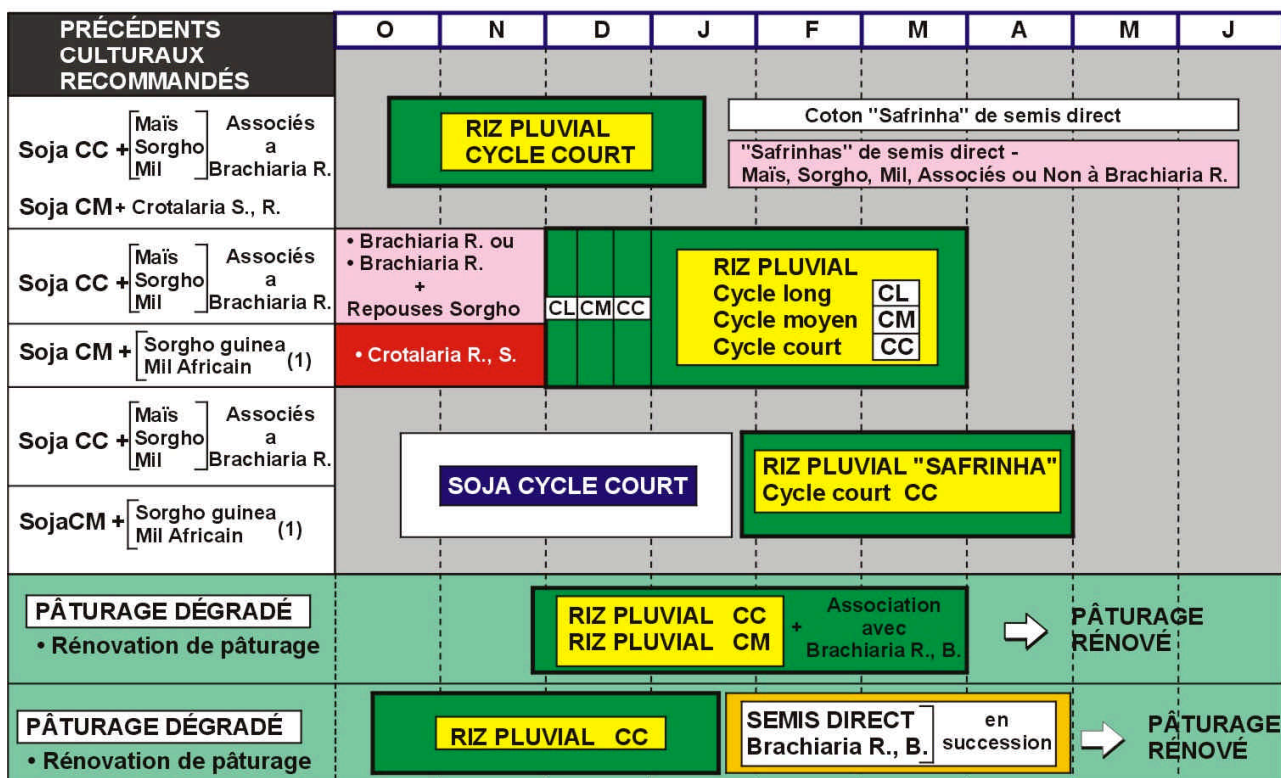 PRÉCÉDENTS
CULTURAUX
RECOMMANDÉS
O N D J F M A M J
Soja CC + Maïs Sorgho Mil Associés a Brachiaria R.
Soja CM + Crotalaria S., R.
RIZ PLUVIAL
CYCLE COURT
Coton "Safrinha" de semis direct
"Safrinhas" de semis direct -
Maïs, Sorgho, Mil, Associés ou Non à Brachiaria R.
Soja CC + Maïs Sorgho Mil Associés a Brachiaria R.
Soja CM + Sorgho guinea Mil Africain (1)
• Brachiaria R. ou
• Brachiaria R.
+
Repouses Sorgho
• Crotalaria R., S.
CL CM CC
RIZ PLUVIAL
Cycle long CL
Cycle moyen CM
Cycle court CC
Soja CC + Maïs Sorgho Mil Associés a Brachiaria R.
SojaCM + Sorgho guinea Mil Africain (1)
SOJA CYCLE COURT
RIZ PLUVIAL "SAFRINHA"
Cycle court CC
PÂTURAGE DÉGRADÉ
• Rénovation de pâturage
RIZ PLUVIAL CC
RIZ PLUVIAL CM
+
Association
avec
Brachiaria R., B.
PÂTURAGE
RÉNOVÉ
PÂTURAGE DÉGRADÉ
• Rénovation de pâturage
RIZ PLUVIAL CC
SEMIS DIRECT
Brachiaria R., B.
en
succession
PÂTURAGE
RÉNOVÉ